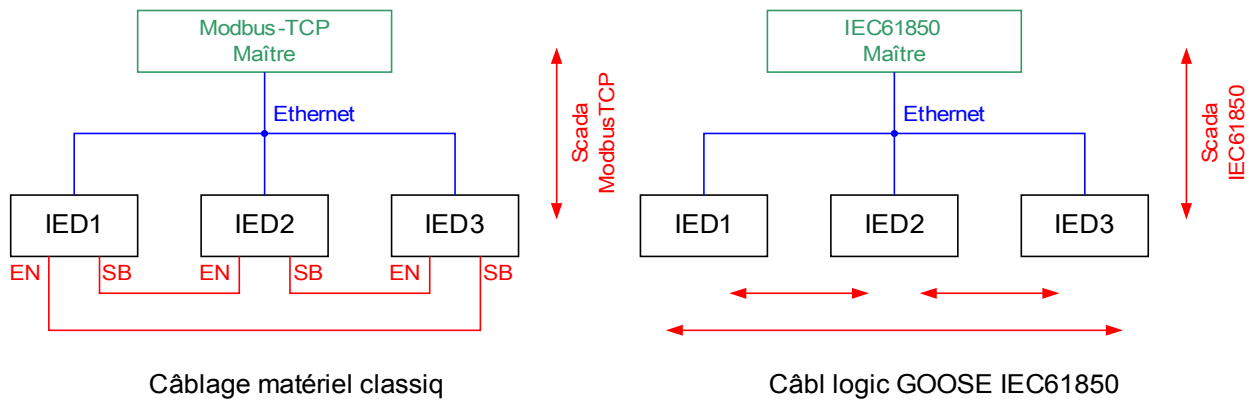 Modbus-TCP
Maître
Ethernet
Scada
ModbusTCP
IED1
IED2
IED3
EN
SB
EN
SB
EN
SB
Câblage matériel classiq
IEC61850
Maître
Ethernet
Scada
IEC61850
IED1
IED2
IED3
Câbl logic GOOSE IEC61850